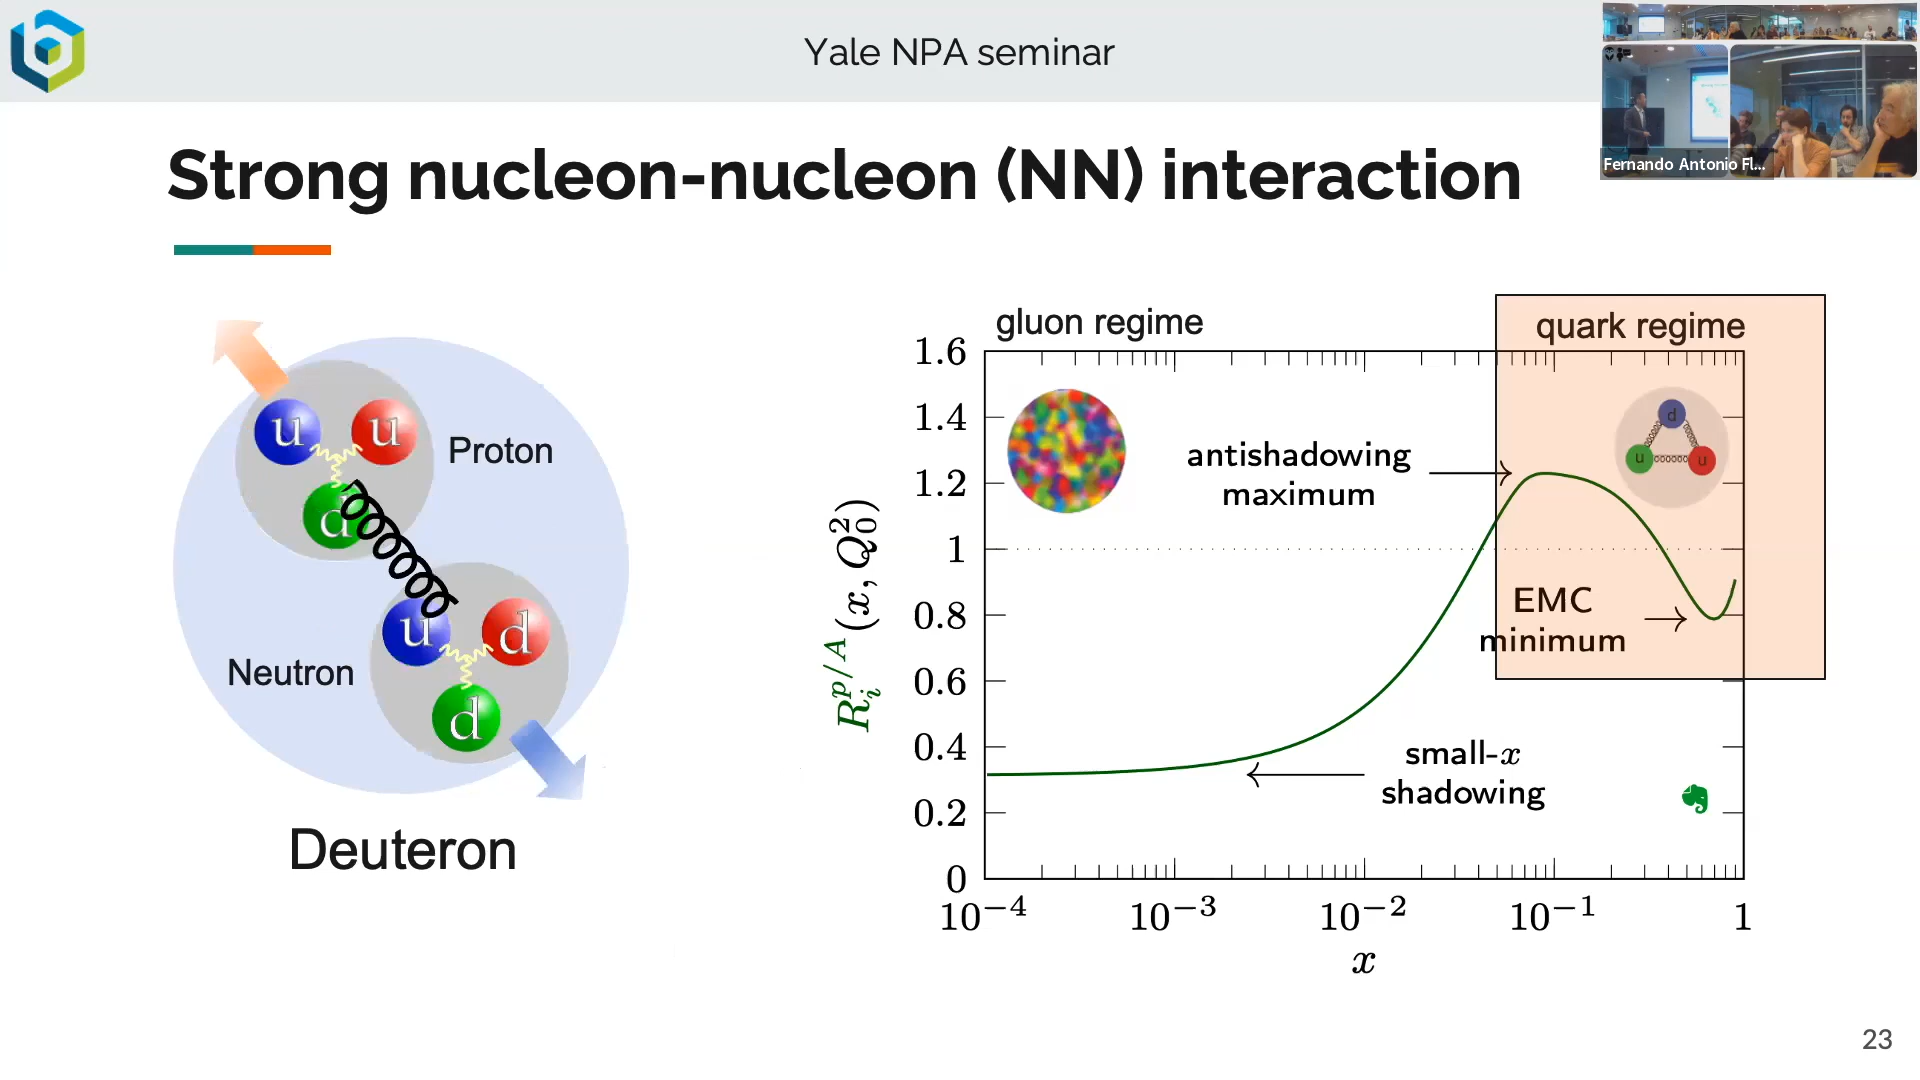 Yale NPA seminar
Fernando Antonio Fl...
Strong nucleon-nucleon (NN) interaction
u
u
d
Proton
u
d
d
Neutron
Deuteron
gluon regime
quark regime
1.6
1.4
1.2
1
0.8
0.6
0.4
0.2
0
R_i^{p/A}(x, Q_0^2)
antishadowing
maximum
d
u
u
EMC
minimum
small-x
shadowing
10^{-4}
10^{-3}
10^{-2}
10^{-1}
1
x
23